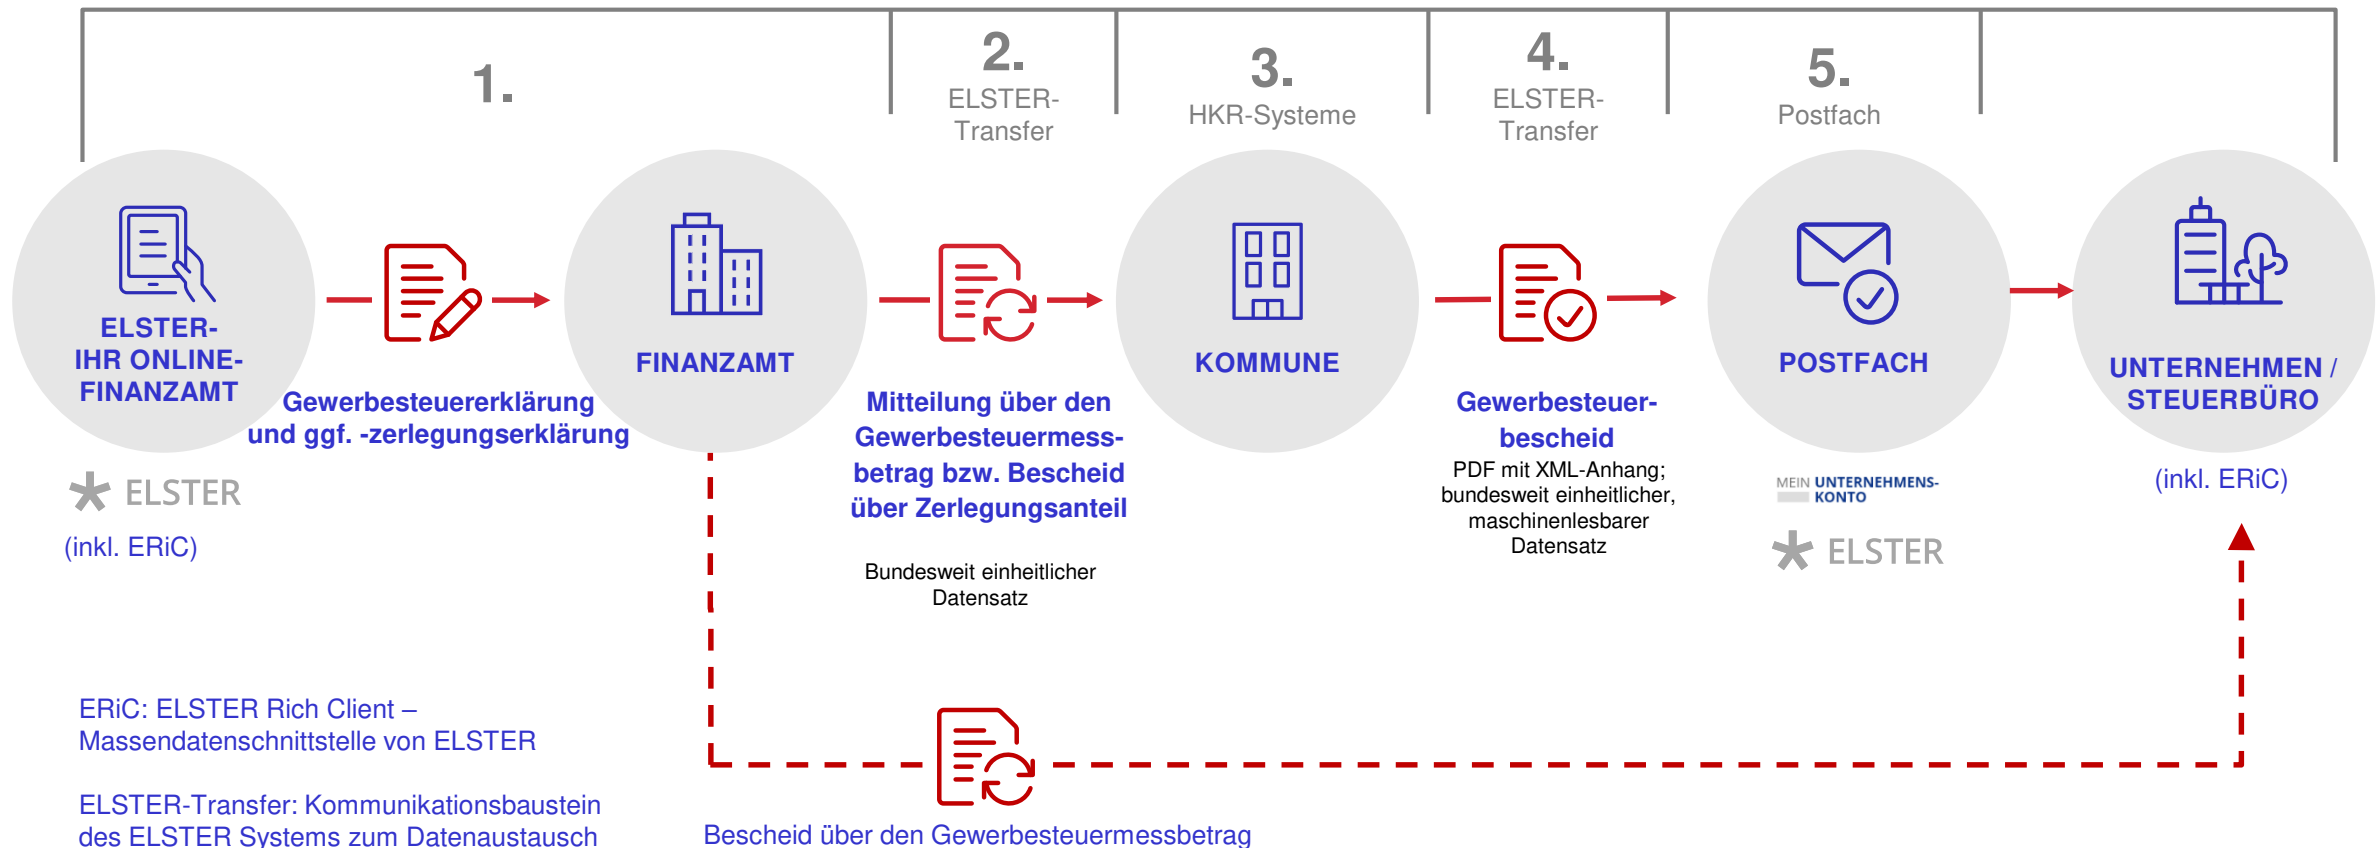 1.
2.
ELSTER-
Transfer
3.
HKR-Systeme
4.
ELSTER-
Transfer
5.
Postfach
ELSTER-
IHR ONLINE-
FINANZAMT
ELSTER
(inkl. ERiC)
Gewerbesteuererklärung
und ggf. -zerlegungserklärung
FINANZAMT
Mitteilung über den
Gewerbesteuermess-
betrag bzw. Bescheid
über Zerlegungsanteil
Bundesweit einheitlicher
Datensatz
KOMMUNE
Gewerbesteuer-
bescheid
PDF mit XML-Anhang;
bundesweit einheitlicher,
maschinenlesbarer
Datensatz
POSTFACH
MEIN UNTERNEHMENS-
KONTO
ELSTER
UNTERNEHMEN /
STEUERBÜRO
(inkl. ERiC)
ERiC: ELSTER Rich Client –
Massendatenschnittstelle von ELSTER
ELSTER-Transfer: Kommunikationsbaustein
des ELSTER Systems zum Datenaustausch
Bescheid über den Gewerbesteuermessbetrag